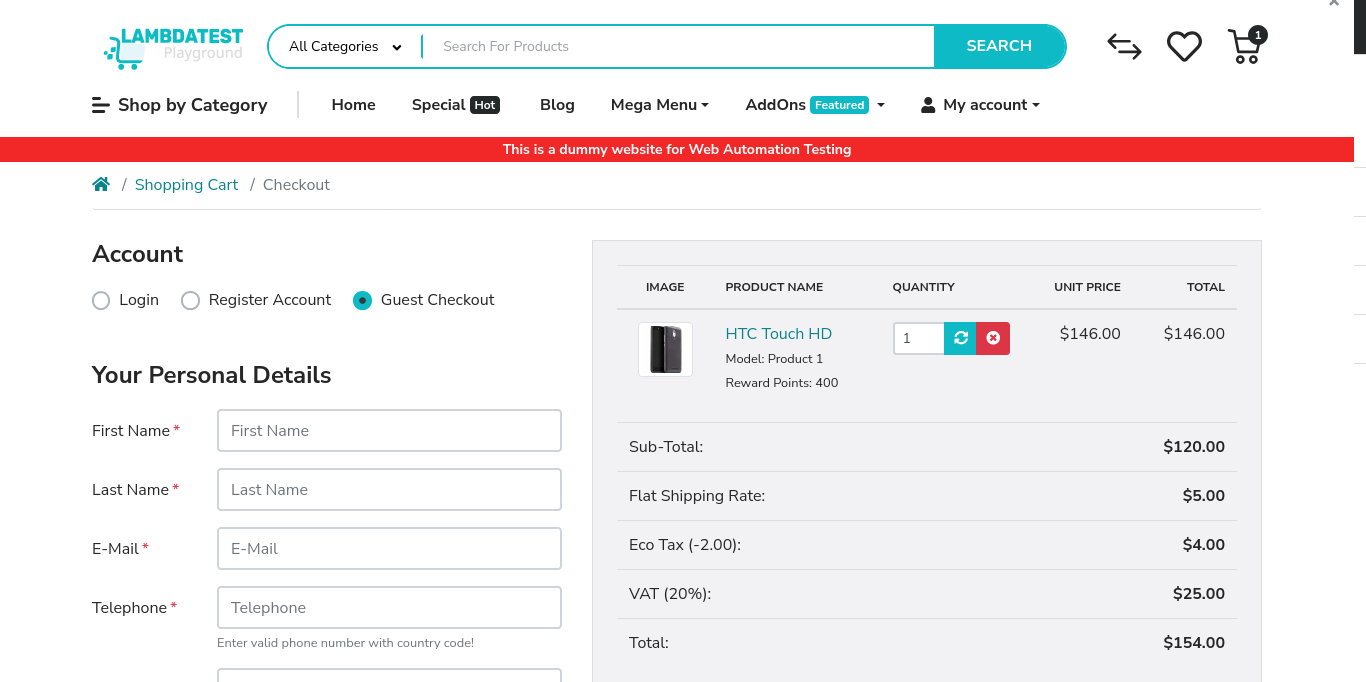 LAMBDATEST
Playground
All Categories
Search For Products
SEARCH
1
Shop by Category
Home
Special Hot
Blog
Mega Menu
AddOns Featured
My account
This is a dummy website for Web Automation Testing
/ Shopping Cart / Checkout
Account
Login
Register Account
Guest Checkout
Your Personal Details
First Name *
First Name
Last Name *
Last Name
E-Mail *
E-Mail
Telephone *
Telephone
Enter valid phone number with country code!
IMAGE PRODUCT NAME QUANTITY UNIT PRICE TOTAL
HTC Touch HD 1 $146.00 $146.00
Model: Product 1
Reward Points: 400
Sub-Total: $120.00
Flat Shipping Rate: $5.00
Eco Tax (-2.00): $4.00
VAT (20%): $25.00
Total: $154.00